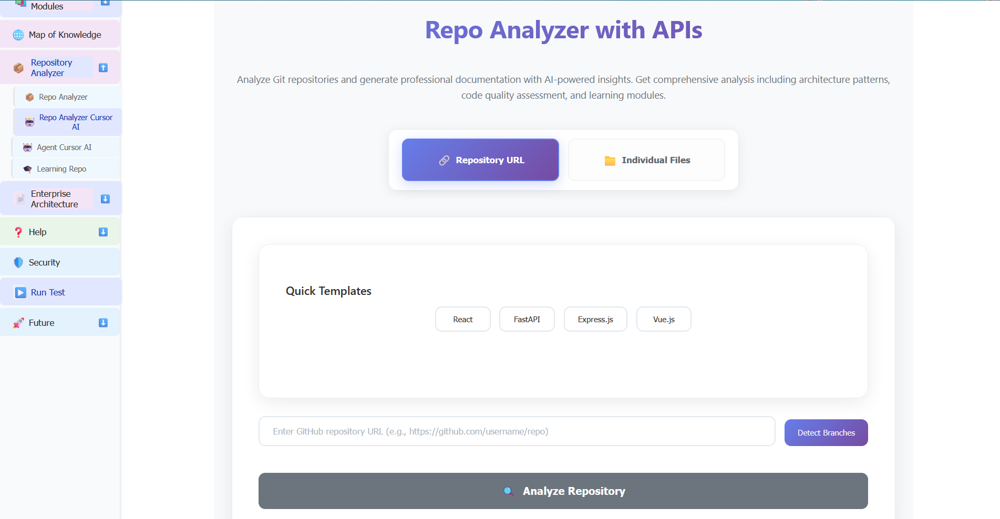 Modules
Map of Knowledge
Repository
Analyzer
Repo Analyzer
Repo Analyzer Cursor
AI
Agent Cursor AI
Learning Repo
Enterprise
Architecture
Help
Security
Run Test
Future
Repo Analyzer with APIs
Analyze Git repositories and generate professional documentation with AI-powered insights. Get comprehensive analysis including architecture patterns,
code quality assessment, and learning modules.
Repository URL
Individual Files
Quick Templates
React
FastAPI
Express.js
Vue.js
Enter GitHub repository URL (e.g., https://github.com/username/repo)
Detect Branches
Analyze Repository